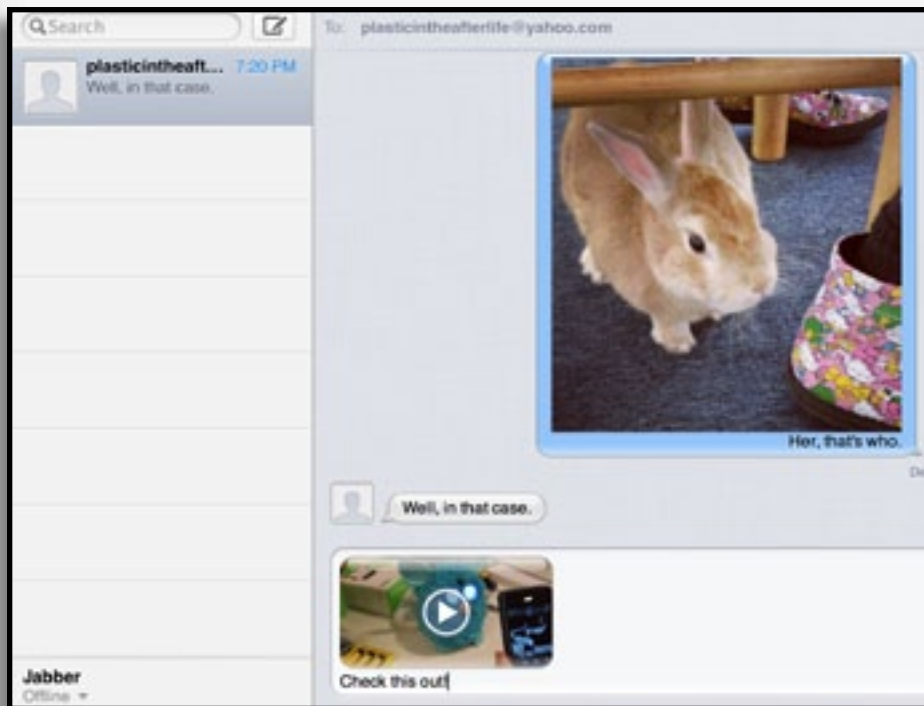 Search
plasticintheaft... 7:20 PM
Well, in that case.
To: plasticintheafterlife@yahoo.com
Her, that's who.
De
Well, in that case.
Check this out!
Jabber
Offline